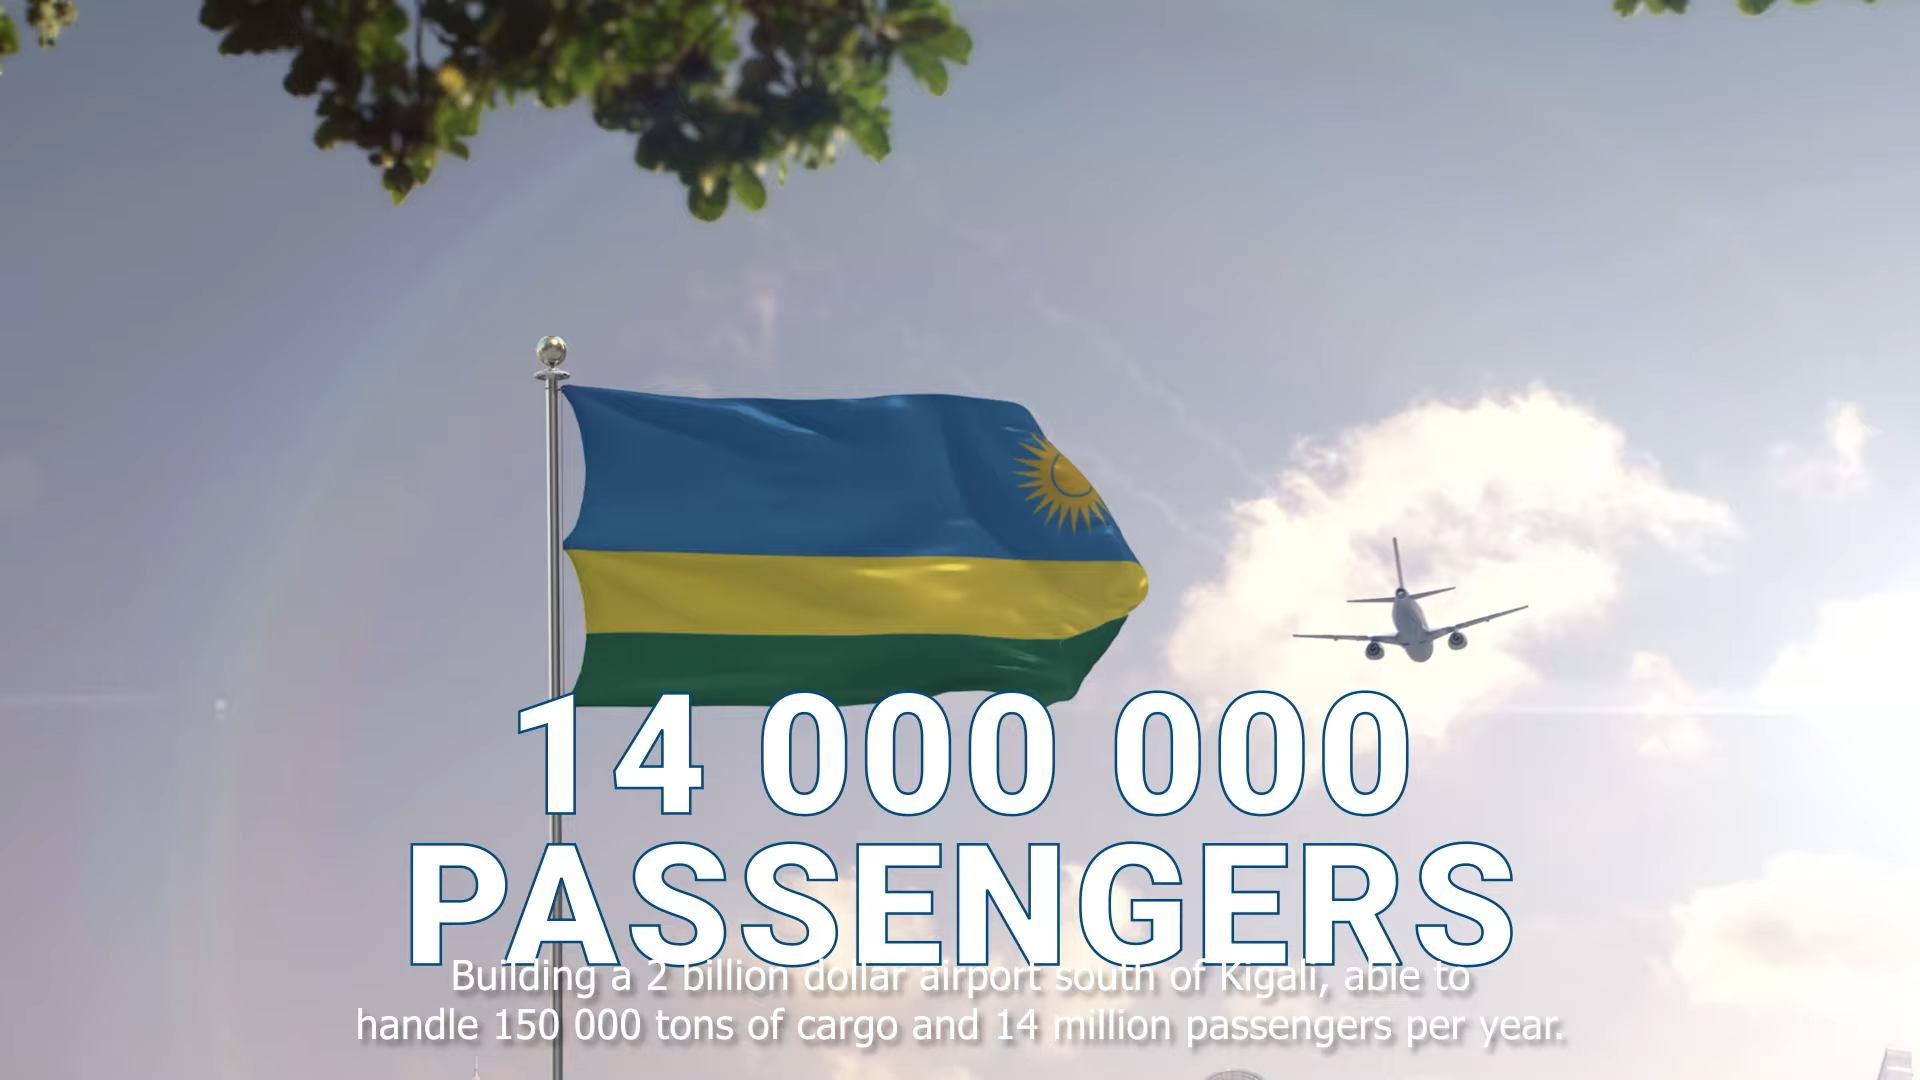 14 000 000
PASSENGERS
Building a 2 billion dollar airport south of Kigali, able to
handle 150 000 tons of cargo and 14 million passengers per year.